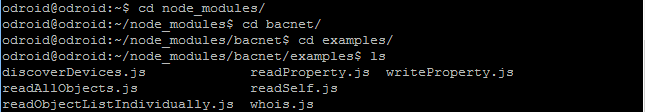 odroid@odroid:~$ cd node_modules/
odroid@odroid:~/node_modules$ cd bacnet/
odroid@odroid:~/node_modules/bacnet$ cd examples/
odroid@odroid:~/node_modules/bacnet/examples$ ls
discoverDevices.js          readProperty.js  writeProperty.js
readAllObjects.js           readSelf.js
readObjectListIndividually.js  whois.js